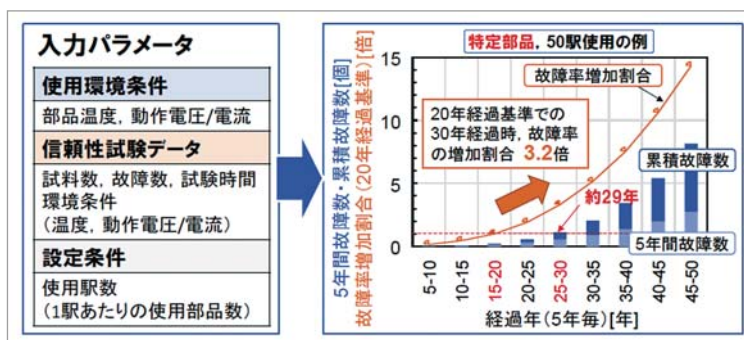 入力パラメータ
使用環境条件
部品温度, 動作電圧/電流
信頼性試験データ
試料数, 故障数, 試験時間
環境条件
(温度, 動作電圧/電流)
設定条件
使用駅数
(1駅あたりの使用部品数)
特定部品, 50駅使用の例
5年間故障数・累積故障数[個]
故障率増加割合(20年経過基準)[倍]
15
10
5
0
故障率増加割合
20年経過基準での
30年経過時, 故障率
の増加割合 3.2倍
累積故障数
約29年
5年間故障数
5-10
10-15
15-20
20-25
25-30
30-35
35-40
40-45
45-50
経過年(5年毎)[年]